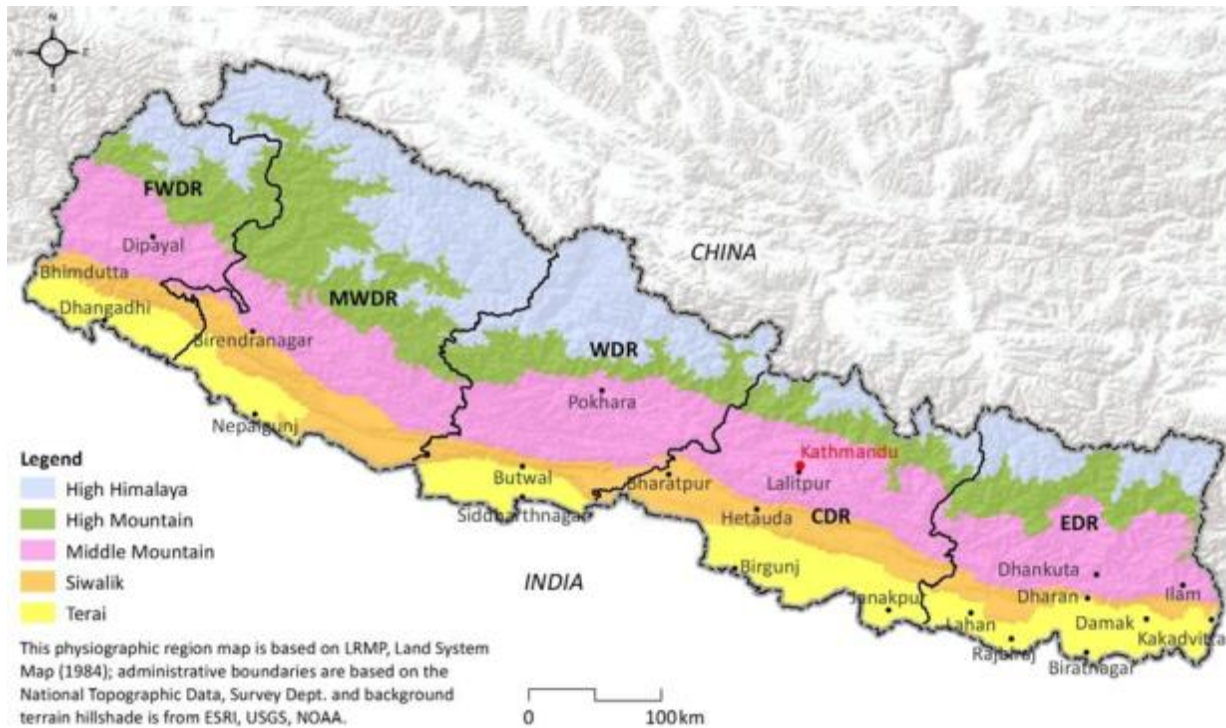 N
W
E
S
FWDR
Dipayal
CHINA
Bhimdutta
MWDR
Dhangadhi
Birendranagar
WDR
Pokhara
Nepalgunj
Kathmandu
Butwal
Bharatpur
Lalitpur
Siddharthnagar
Hetauda
CDR
EDR
INDIA
Birgunj
Dhankuta
Janakpur
Dharan
Ilam
Lahan
Damak
Kakadvitta
Rajbiraj
Biratnagar
Legend
High Himalaya
High Mountain
Middle Mountain
Siwalik
Terai
This physiographic region map is based on LRMP, Land System
Map (1984); administrative boundaries are based on the
National Topographic Data, Survey Dept. and background
terrain hillshade is from ESRI, USGS, NOAA.
0 100 km